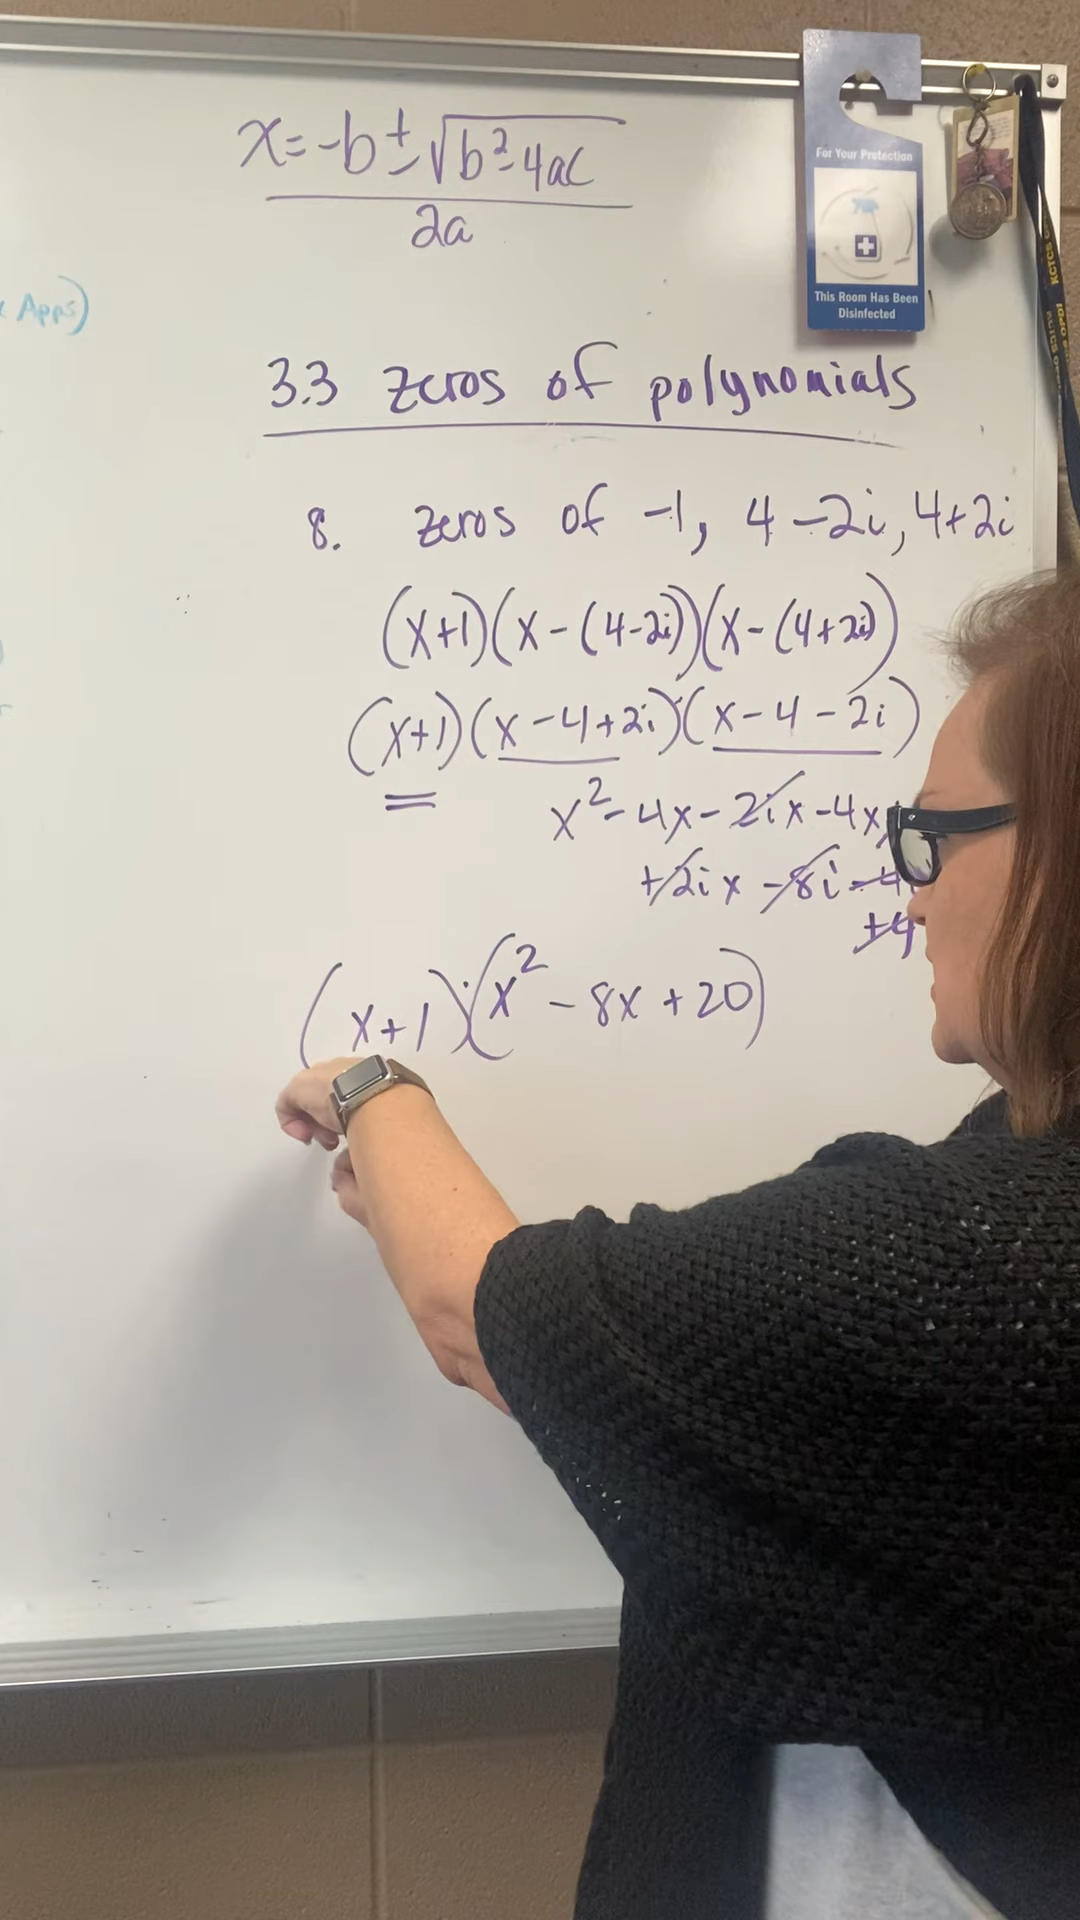 x = -b ± √b² - 4ac
2a
For Your Protection
This Room Has Been
Disinfected
Apps)
KCTCS
3.3 zeros of polynomials
8. zeros of -1, 4-2i, 4+2i
(x+1)(x-(4-2i))(x-(4+2i))
(x+1)(x-4+2i)(x-4-2i)
x²-4x-2ix-4x
+2ix-8i
(x+1)(x²-8x+20)